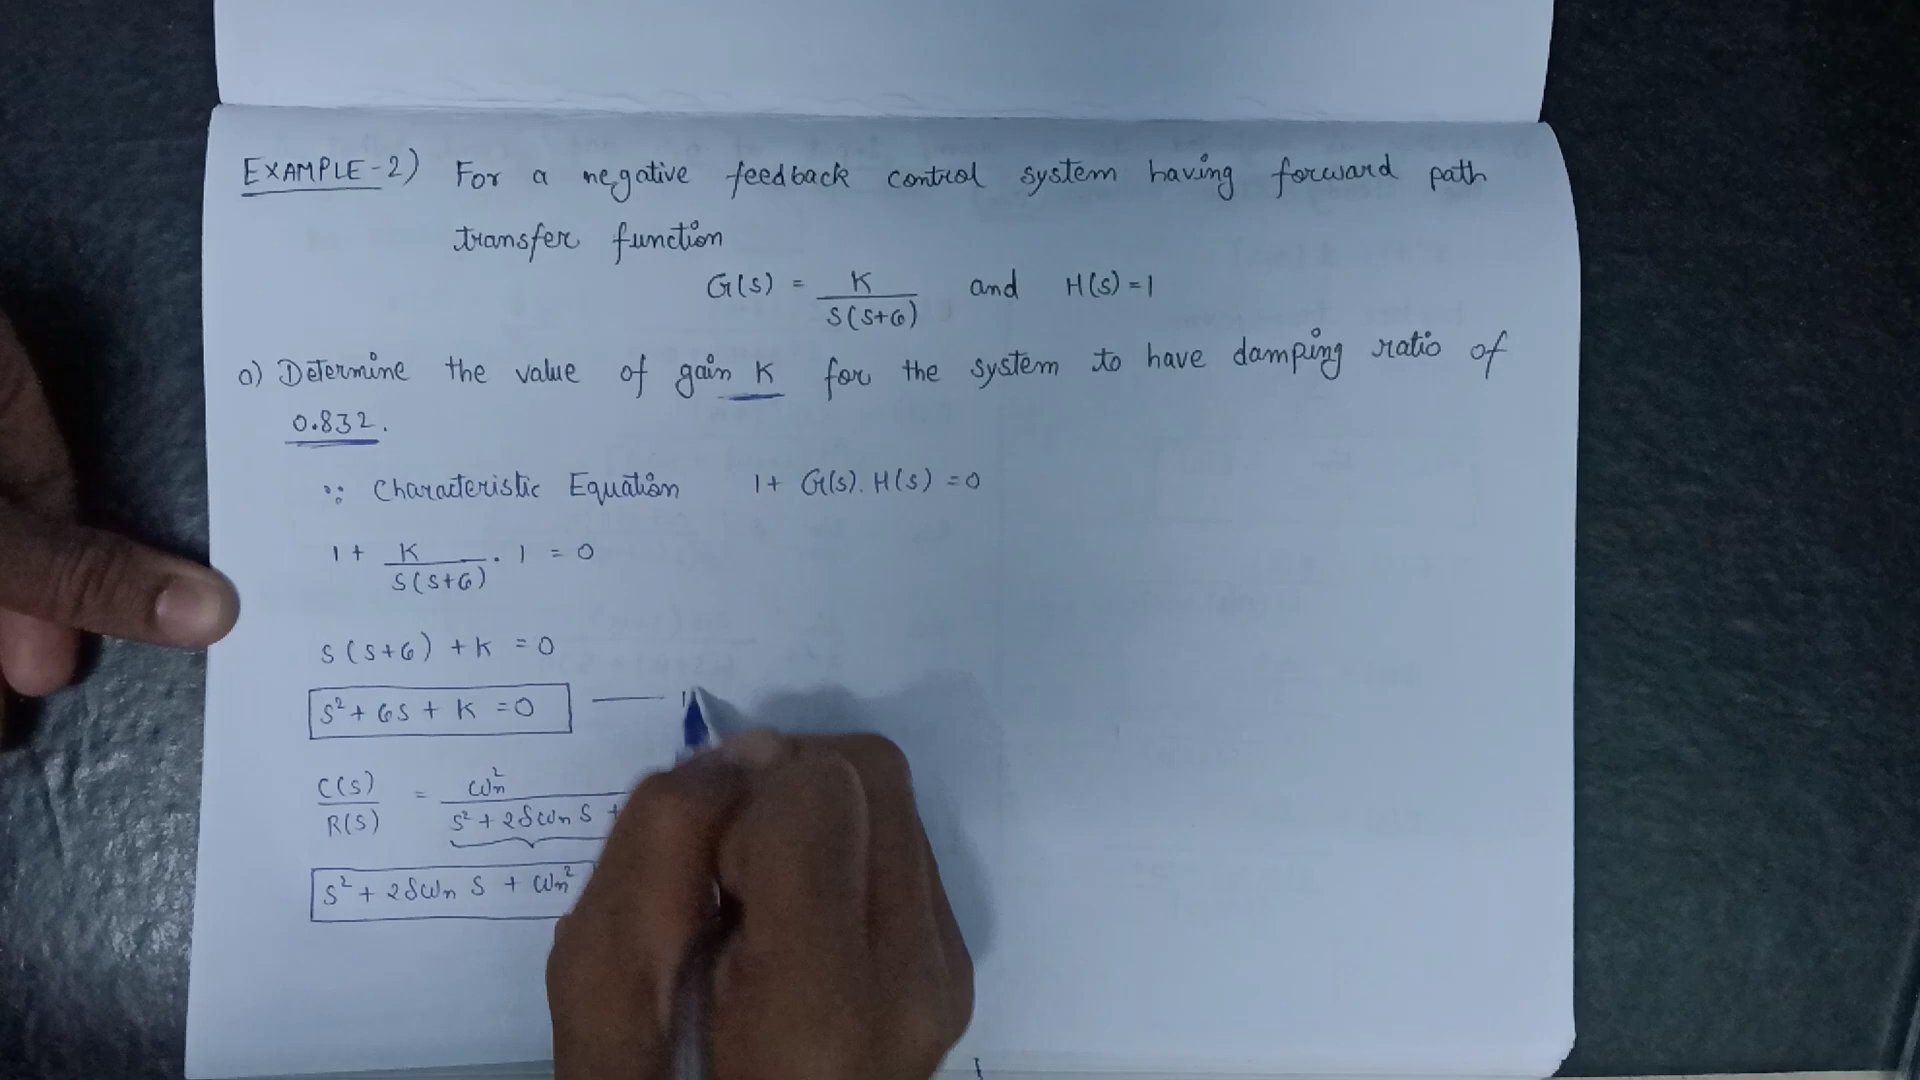 EXAMPLE-2) For a negative feedback control system having forward path
transfer function
G(s) = K / S(S+6) and H(s) = 1
a) Determine the value of gain K for the system to have damping ratio of
0.832.
∵ Characteristic Equation 1 + G(s). H(s) = 0
1 + K / S(S+6) . 1 = 0
S(S+6) + K = 0
S² + 6S + K = 0 —— 1
C(S) / R(S) = ωn² / S² + 2δωn S +
S² + 2δωn S + ωn²